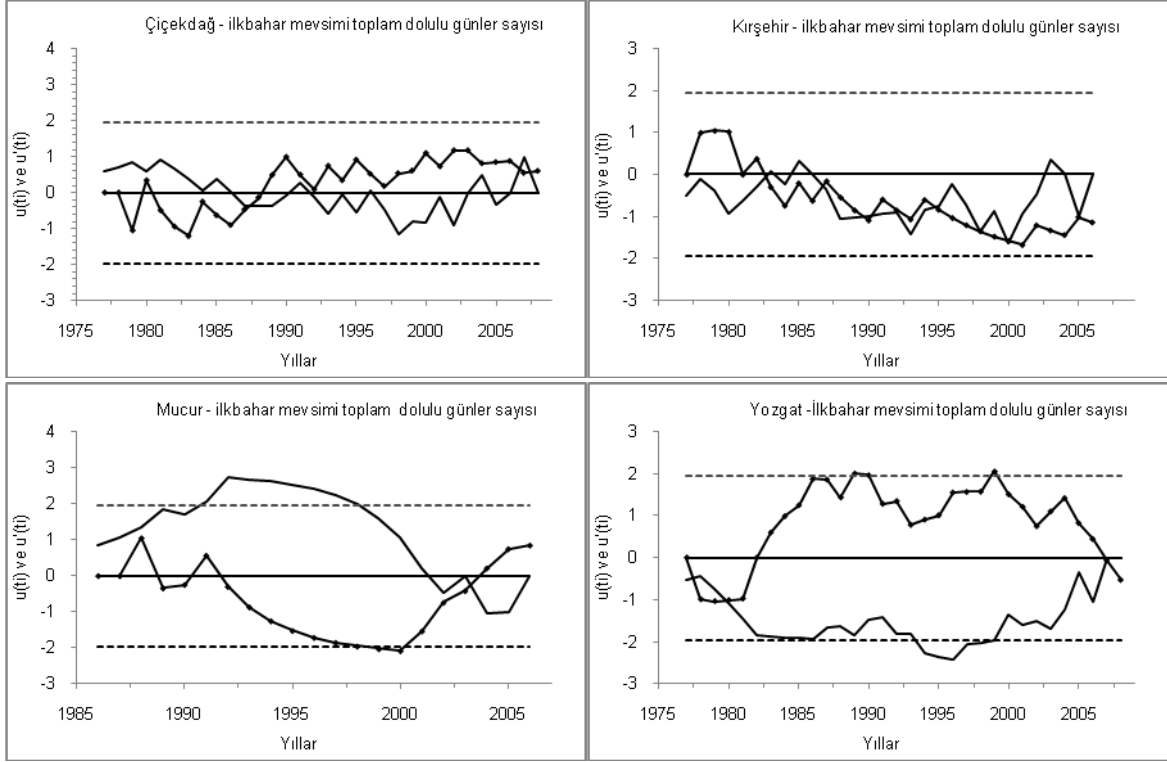 Çiçekdağ - ilkbahar mevsimi toplam dolulu günler sayısı
4
3
2
1
0
-1
-2
-3
u(ti) ve u'(ti)
1975 1980 1985 1990 1995 2000 2005
Yıllar
Kırşehir - ilkbahar mevsimi toplam dolulu günler sayısı
3
2
1
0
-1
-2
-3
u(ti) ve u'(ti)
1975 1980 1985 1990 1995 2000 2005
Yıllar
Mucur - ilkbahar mevsimi toplam dolulu günler sayısı
4
3
2
1
0
-1
-2
-3
u(ti) ve u'(ti)
1985 1990 1995 2000 2005
Yıllar
Yozgat -İlkbahar mevsimi toplam dolulu günler sayısı
3
2
1
0
-1
-2
-3
u(ti) ve u'(ti)
1975 1980 1985 1990 1995 2000 2005
Yıllar